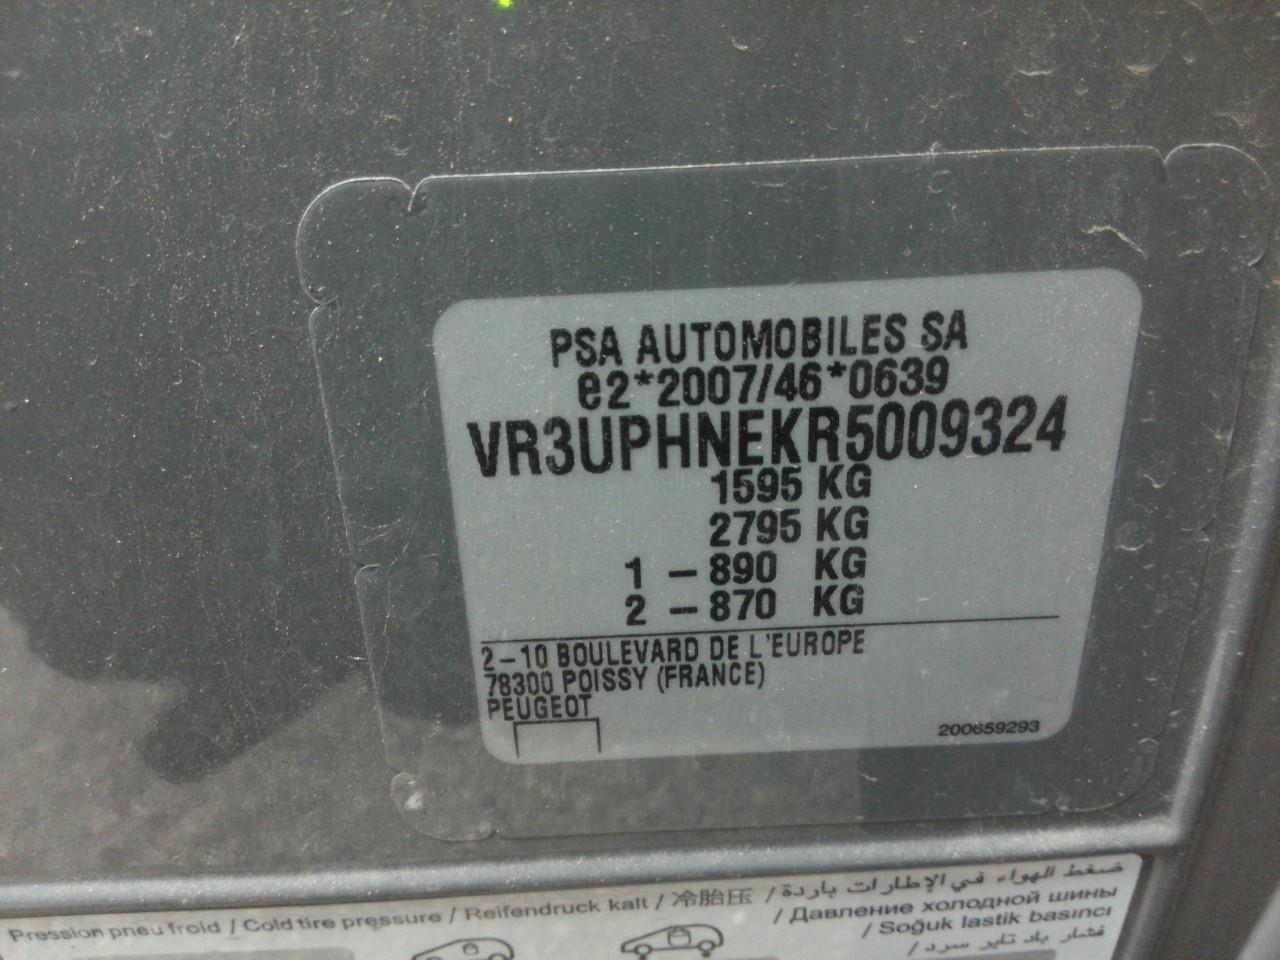 PSA AUTOMOBILES SA
e2*2007/46*0639
VR3UPHNEKR5009324
1595 KG
2795 KG
1 – 890 KG
2 – 870 KG
2–10 BOULEVARD DE L'EUROPE
78300 POISSY (FRANCE)
PEUGEOT
200659293
Pression pneu froid / Cold tire pressure / Reifendruck kalt / 冷胎压 / ضغط الهواء في الإطارات باردة
/ Давление холодной шины
/ Soğuk lastik basıncı
/ فشار باد تایر سرد